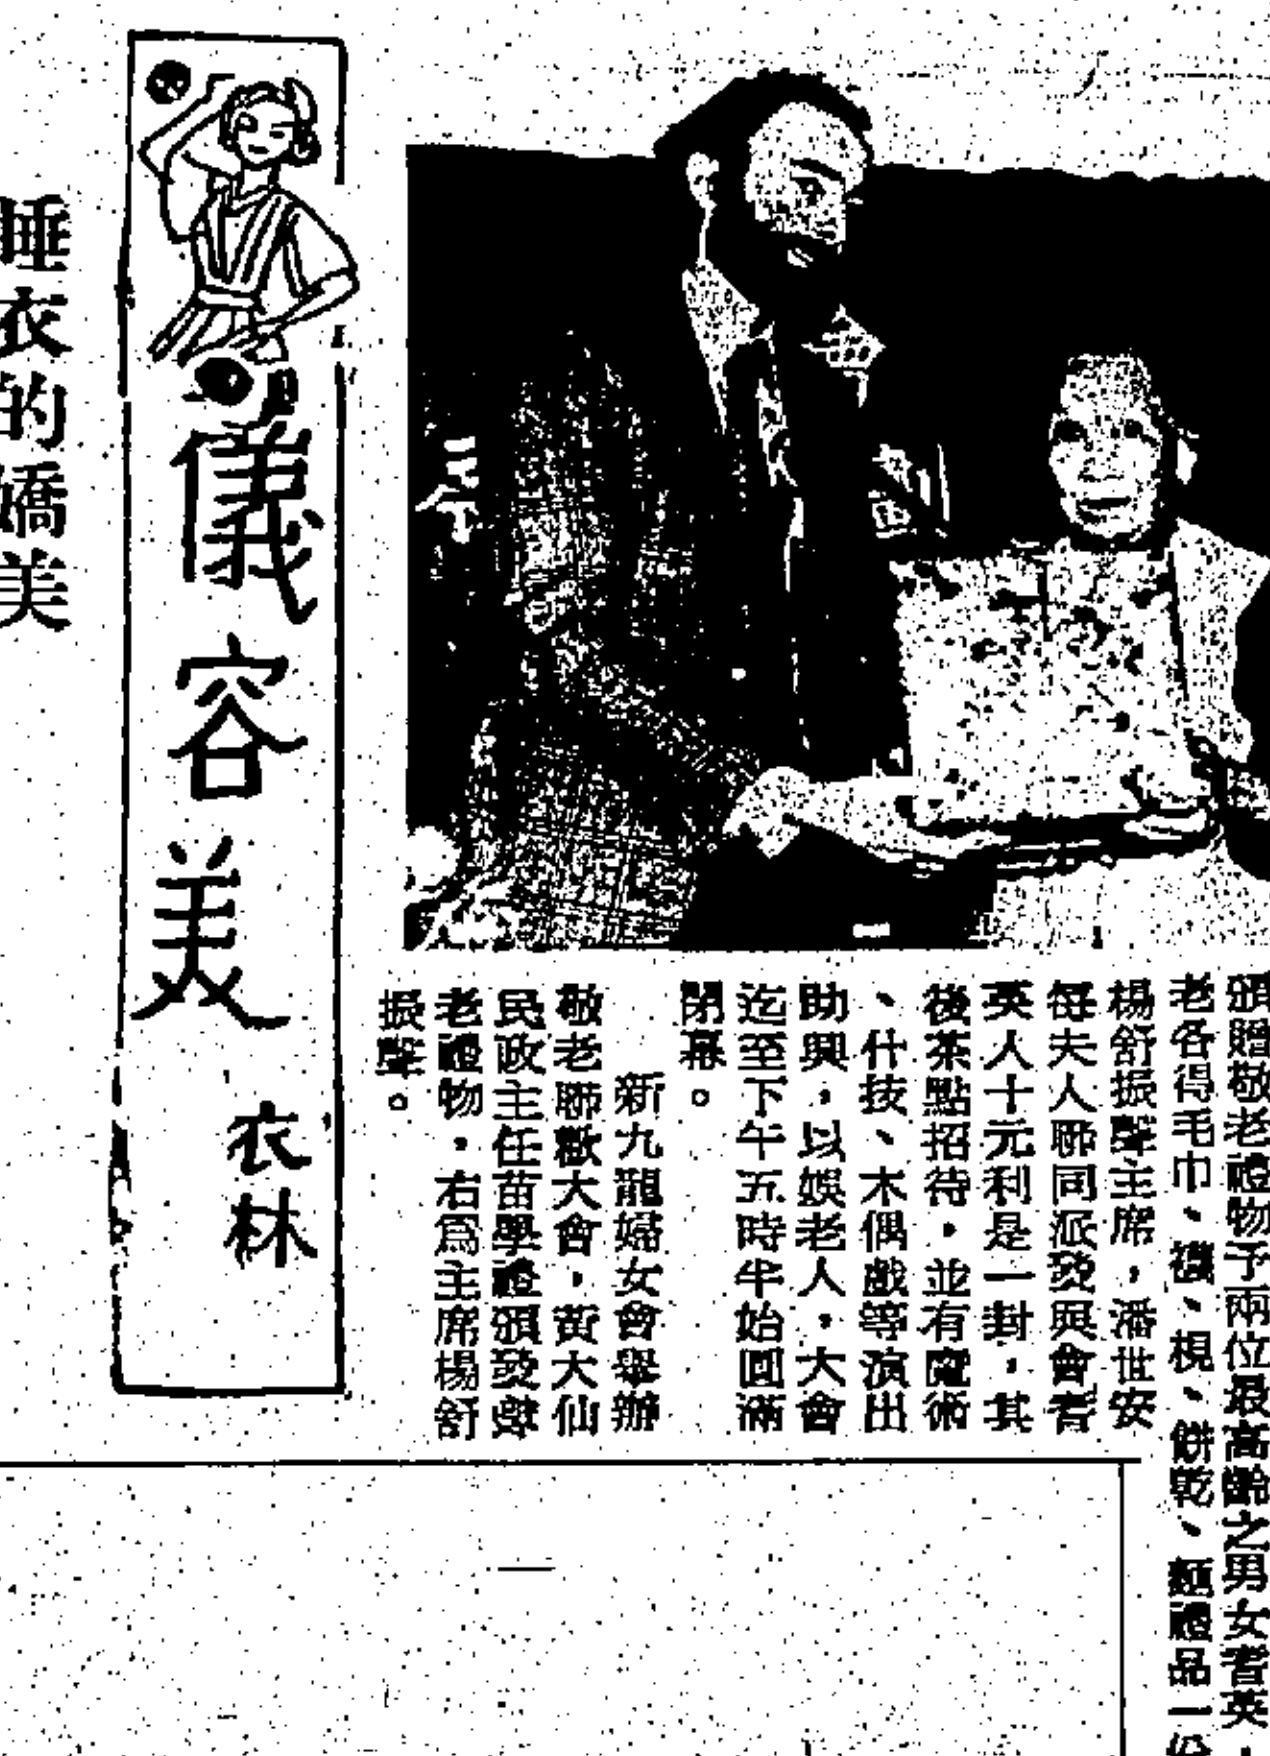 頒贈敬老禮物予兩位最高齡之男女耆英，
老各得毛巾、襪、梘、餅乾、麵禮品一份
楊舒振聲主席，潘世安
每夫人聯同派發與會耆
英人十元利是一封，其
後茶點招待，並有魔術
、什技、木偶戲等演出
助興，以娛老人，大會
迄至下午五時半始圓滿
閉幕。
新九龍婦女會舉辦
敬老聯歡大會，黃大仙
民政主任苗學禮頒發
老禮物，右為主席楊舒
振聲。
儀容美
衣林
睡衣的嬌美